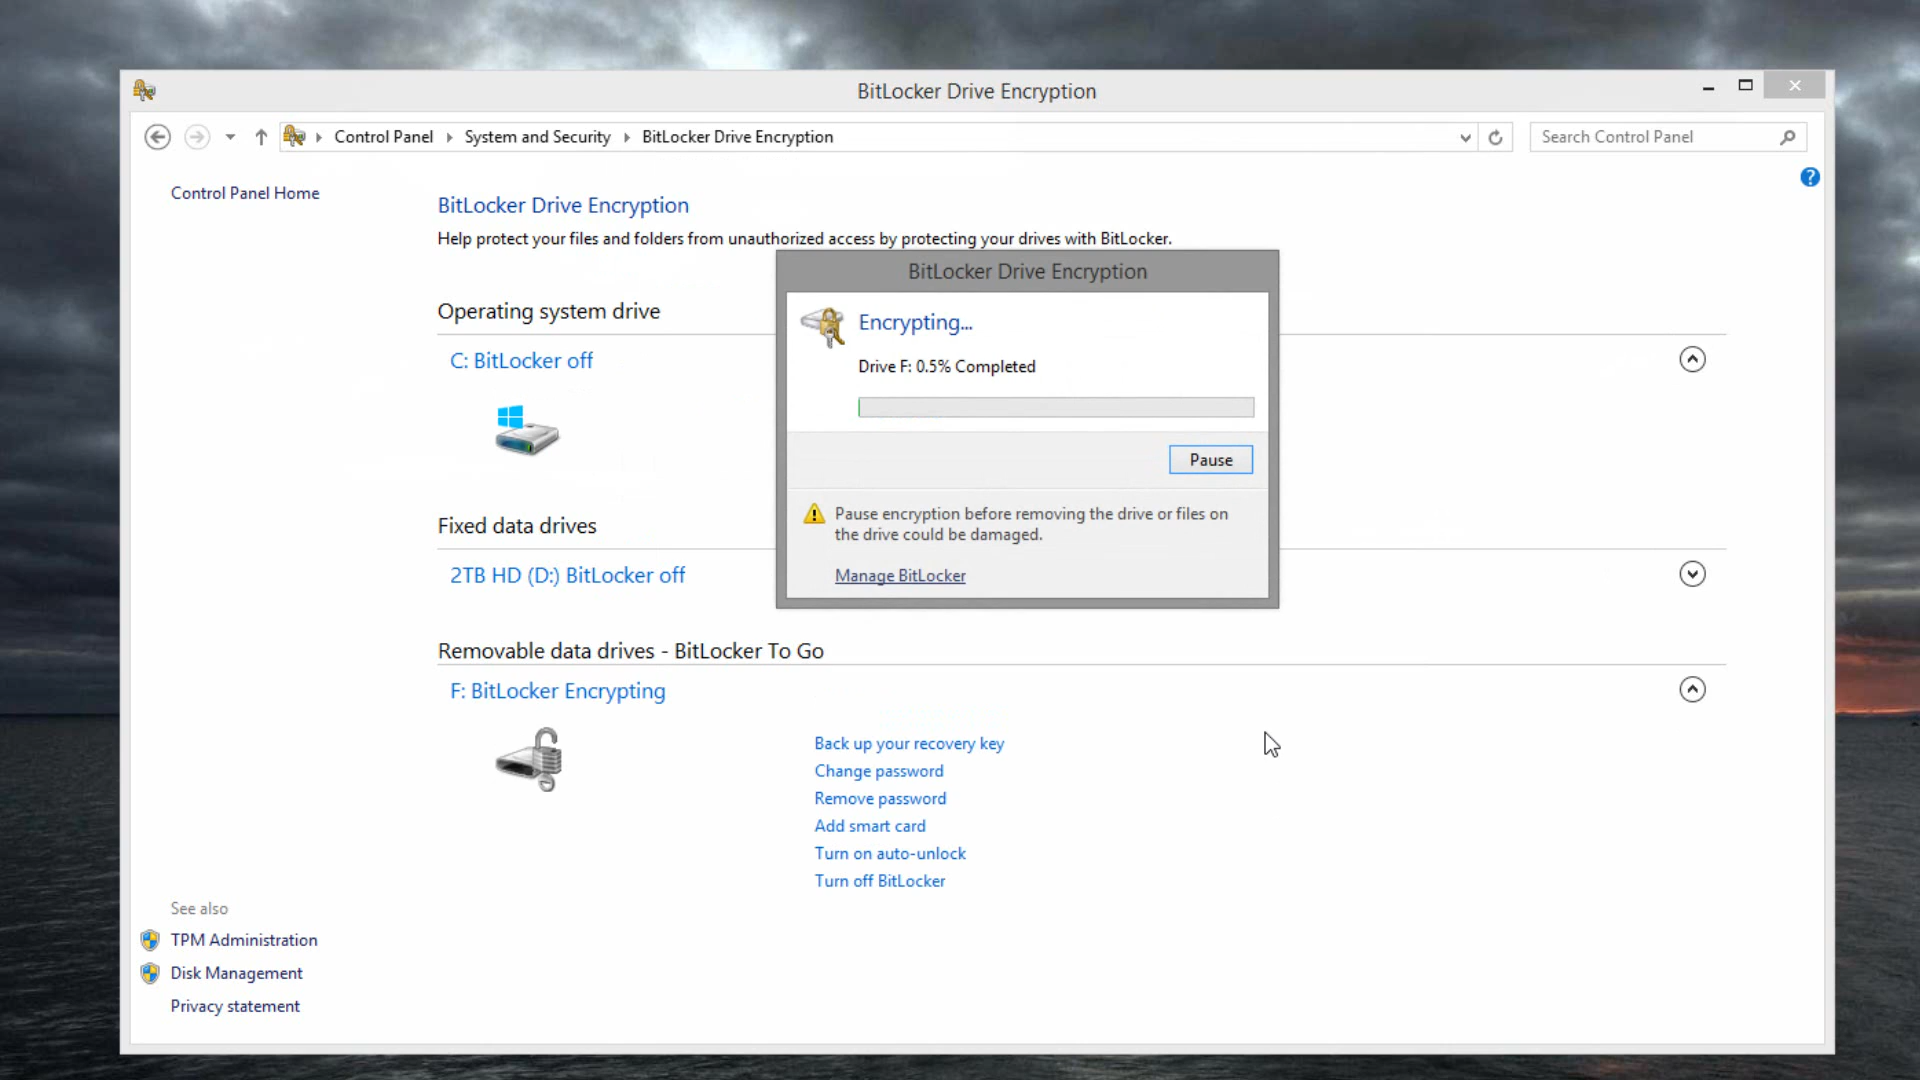 BitLocker Drive Encryption
Control Panel System and Security BitLocker Drive Encryption
Search Control Panel
?
Control Panel Home
BitLocker Drive Encryption
Help protect your files and folders from unauthorized access by protecting your drives with BitLocker.
Operating system drive
C: BitLocker off
BitLocker Drive Encryption
Encrypting...
Drive F: 0.5% Completed
Pause
Pause encryption before removing the drive or files on
the drive could be damaged.
Manage BitLocker
Fixed data drives
2TB HD (D:) BitLocker off
Removable data drives - BitLocker To Go
F: BitLocker Encrypting
Back up your recovery key
Change password
Remove password
Add smart card
Turn on auto-unlock
Turn off BitLocker
See also
TPM Administration
Disk Management
Privacy statement